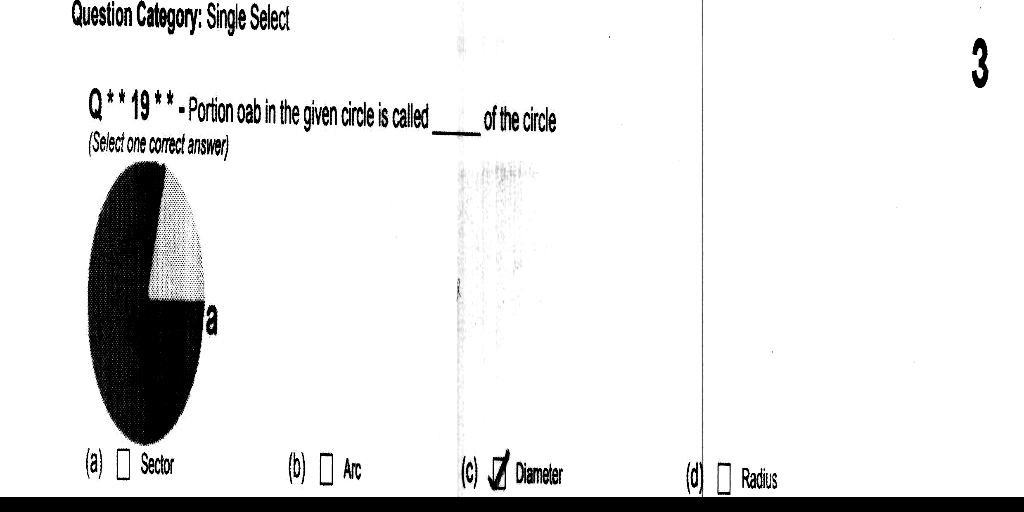 Question Category: Single Select
3
Q**19** - Portion oab in the given circle is called _____ of the circle
(Select one correct answer)
a
(a) ☐ Sector (b) ☐ Arc (c) ☑ Diameter (d) ☐ Radius